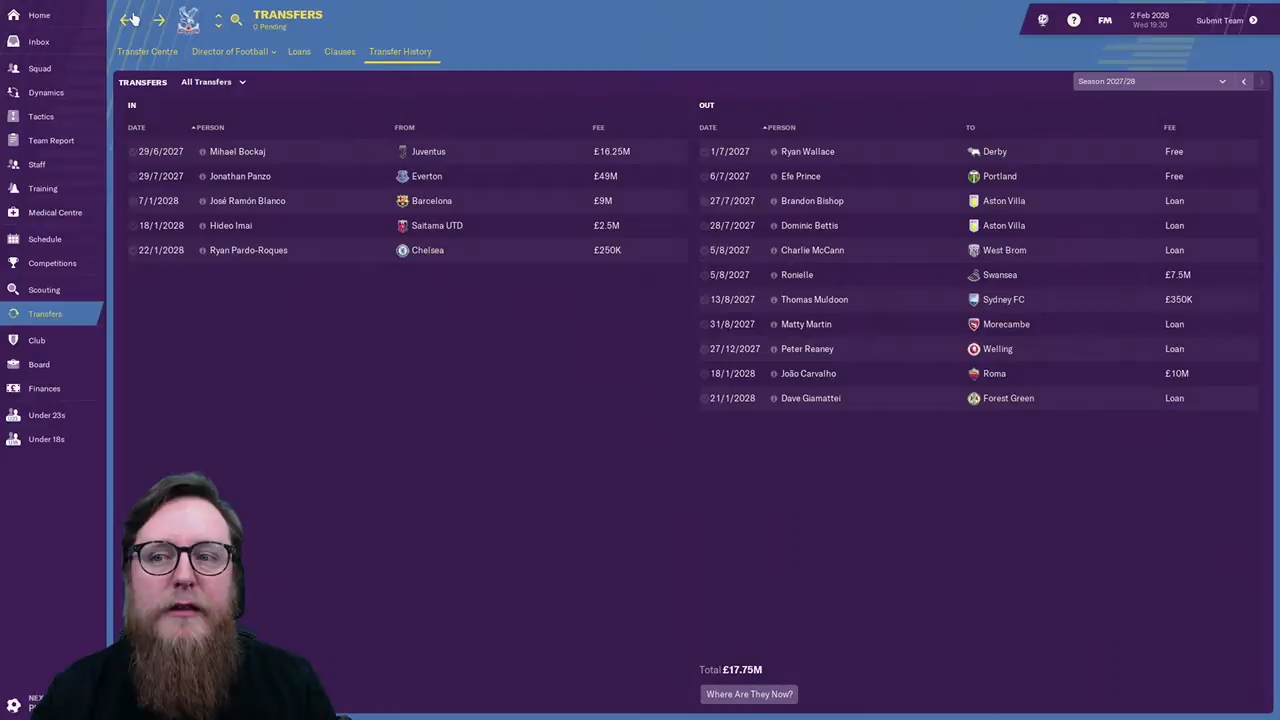 Home
Inbox
Squad
Dynamics
Tactics
Team Report
Staff
Training
Medical Centre
Schedule
Competitions
Scouting
Transfers
Club
Board
Finances
Under 23s
Under 18s
TRANSFERS
0 Pending
FM
2 Feb 2028
Wed 19:30
Submit Team
Transfer Centre
Director of Football
Loans
Clauses
Transfer History
TRANSFERS
All Transfers
Season 2027/28
IN
DATE PERSON FROM FEE
29/6/2027 Mihael Bockaj Juventus £16.25M
29/7/2027 Jonathan Panzo Everton £49M
7/1/2028 José Ramón Blanco Barcelona £9M
18/1/2028 Hideo Imai Saitama UTD £2.5M
22/1/2028 Ryan Pardo-Roques Chelsea £250K
OUT
DATE PERSON TO FEE
1/7/2027 Ryan Wallace Derby Free
6/7/2027 Efe Prince Portland Free
27/7/2027 Brandon Bishop Aston Villa Loan
28/7/2027 Dominic Bettis Aston Villa Loan
5/8/2027 Charlie McCann West Brom Loan
5/8/2027 Ronielle Swansea £7.5M
13/8/2027 Thomas Muldoon Sydney FC £350K
31/8/2027 Matty Martin Morecambe Loan
27/12/2027 Peter Reaney Welling Loan
18/1/2028 João Carvalho Roma £10M
21/1/2028 Dave Giamattei Forest Green Loan
Total £17.75M
Where Are They Now?